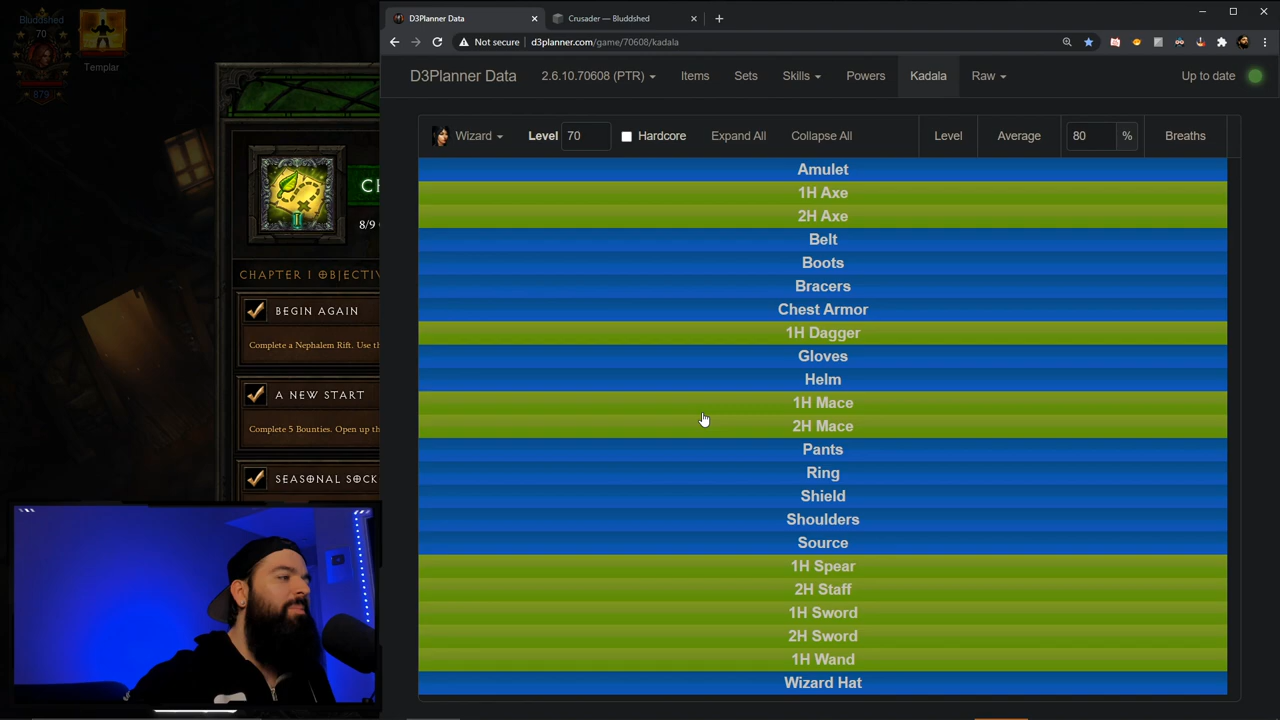 Bluddshed
70
879
Templar
CHAPTER I OBJECTIV
8/9
BEGIN AGAIN
Complete a Nephalem Rift. Use th
A NEW START
Complete 5 Bounties. Open up th
SEASONAL SOCK
D3Planner Data
Crusader — Bluddshed
Not secure
d3planner.com/game/70608/kadala
D3Planner Data
2.6.10.70608 (PTR)
Items
Sets
Skills
Powers
Kadala
Raw
Up to date
Wizard
Level
70
Hardcore
Expand All
Collapse All
Level
Average
80
%
Breaths
Amulet
1H Axe
2H Axe
Belt
Boots
Bracers
Chest Armor
1H Dagger
Gloves
Helm
1H Mace
2H Mace
Pants
Ring
Shield
Shoulders
Source
1H Spear
2H Staff
1H Sword
2H Sword
1H Wand
Wizard Hat